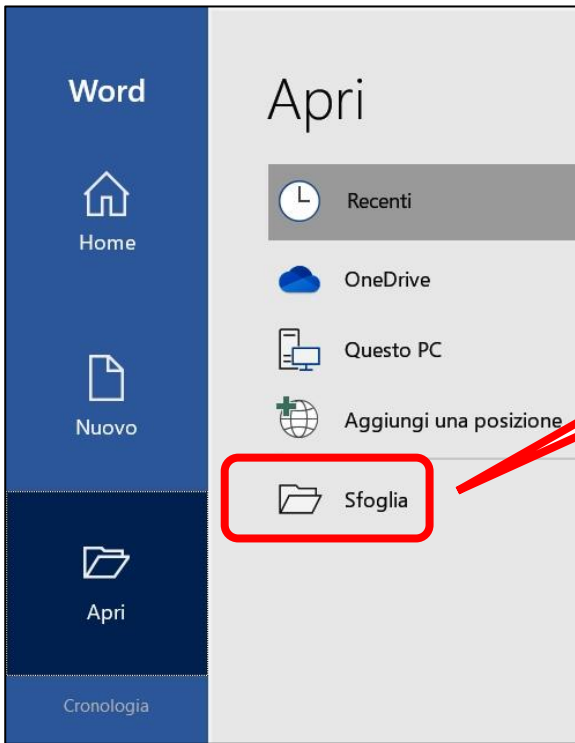 Word
Home
Nuovo
Apri
Cronologia
Apri
Recenti
OneDrive
Questo PC
Aggiungi una posizione
Sfoglia